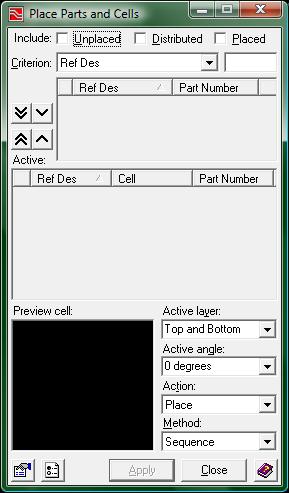 Place Parts and Cells
Include: Unplaced Distributed Placed
Criterion: Ref Des
Ref Des Part Number
Active:
Ref Des Cell Part Number
Preview cell: Active layer:
Top and Bottom
Active angle:
0 degrees
Action:
Place
Method:
Sequence
Apply Close